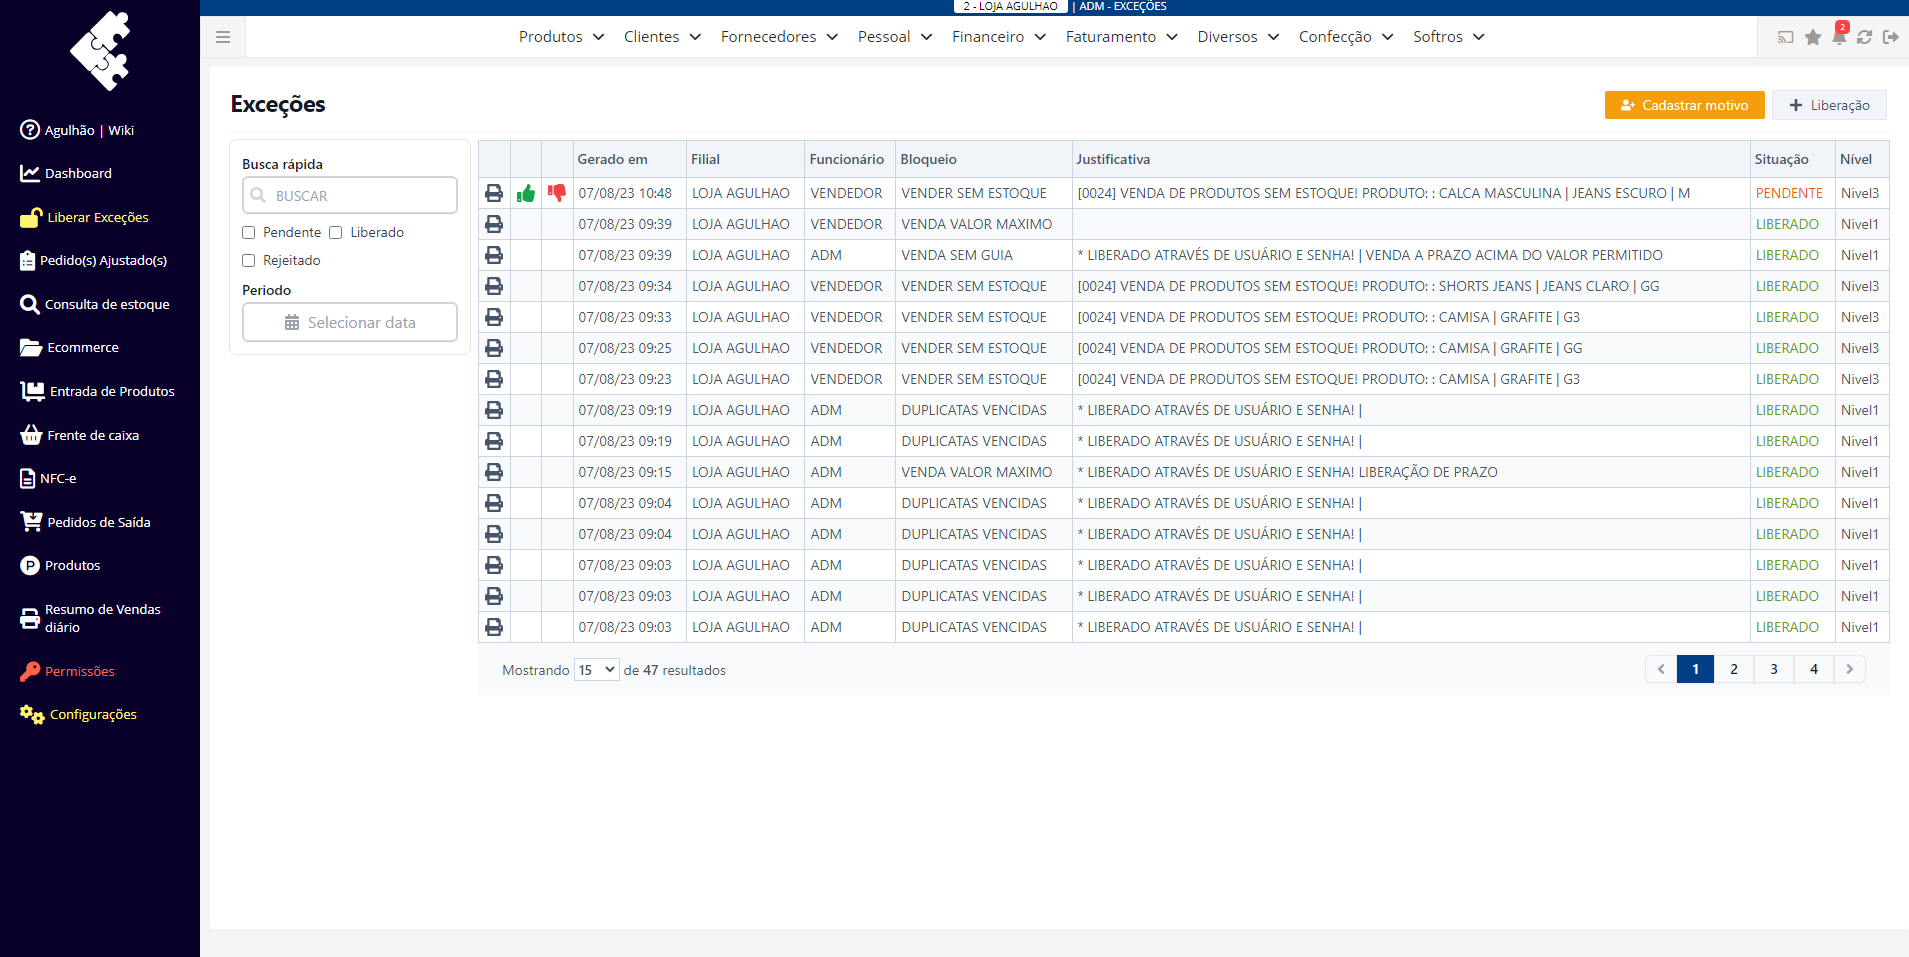 2 - LOJA AGULHAO | ADM - EXCEÇÕES
Produtos Clientes Fornecedores Pessoal Financeiro Faturamento Diversos Confecção Softros 2
Agulhão | Wiki
Dashboard
Liberar Exceções
Pedido(s) Ajustado(s)
Consulta de estoque
Ecommerce
Entrada de Produtos
Frente de caixa
NFC-e
Pedidos de Saída
P Produtos
Resumo de Vendas
diário
Permissões
Configurações
Exceções
Cadastrar motivo Liberação
Busca rápida
BUSCAR
Pendente Liberado
Rejeitado
Periodo
Selecionar data
Gerado em Filial Funcionário Bloqueio Justificativa Situação Nível
07/08/23 10:48 LOJA AGULHAO VENDEDOR VENDER SEM ESTOQUE [0024] VENDA DE PRODUTOS SEM ESTOQUE! PRODUTO: : CALCA MASCULINA | JEANS ESCURO | M PENDENTE Nivel3
07/08/23 09:39 LOJA AGULHAO VENDEDOR VENDA VALOR MAXIMO LIBERADO Nivel1
07/08/23 09:39 LOJA AGULHAO ADM VENDA SEM GUIA * LIBERADO ATRAVÉS DE USUÁRIO E SENHA! | VENDA A PRAZO ACIMA DO VALOR PERMITIDO LIBERADO Nivel1
07/08/23 09:34 LOJA AGULHAO VENDEDOR VENDER SEM ESTOQUE [0024] VENDA DE PRODUTOS SEM ESTOQUE! PRODUTO: : SHORTS JEANS | JEANS CLARO | GG LIBERADO Nivel3
07/08/23 09:33 LOJA AGULHAO VENDEDOR VENDER SEM ESTOQUE [0024] VENDA DE PRODUTOS SEM ESTOQUE! PRODUTO: : CAMISA | GRAFITE | G3 LIBERADO Nivel3
07/08/23 09:25 LOJA AGULHAO VENDEDOR VENDER SEM ESTOQUE [0024] VENDA DE PRODUTOS SEM ESTOQUE! PRODUTO: : CAMISA | GRAFITE | GG LIBERADO Nivel3
07/08/23 09:23 LOJA AGULHAO VENDEDOR VENDER SEM ESTOQUE [0024] VENDA DE PRODUTOS SEM ESTOQUE! PRODUTO: : CAMISA | GRAFITE | G3 LIBERADO Nivel3
07/08/23 09:19 LOJA AGULHAO ADM DUPLICATAS VENCIDAS * LIBERADO ATRAVÉS DE USUÁRIO E SENHA! | LIBERADO Nivel1
07/08/23 09:19 LOJA AGULHAO ADM DUPLICATAS VENCIDAS * LIBERADO ATRAVÉS DE USUÁRIO E SENHA! | LIBERADO Nivel1
07/08/23 09:15 LOJA AGULHAO ADM VENDA VALOR MAXIMO * LIBERADO ATRAVÉS DE USUÁRIO E SENHA! LIBERAÇÃO DE PRAZO LIBERADO Nivel1
07/08/23 09:04 LOJA AGULHAO ADM DUPLICATAS VENCIDAS * LIBERADO ATRAVÉS DE USUÁRIO E SENHA! | LIBERADO Nivel1
07/08/23 09:04 LOJA AGULHAO ADM DUPLICATAS VENCIDAS * LIBERADO ATRAVÉS DE USUÁRIO E SENHA! | LIBERADO Nivel1
07/08/23 09:03 LOJA AGULHAO ADM DUPLICATAS VENCIDAS * LIBERADO ATRAVÉS DE USUÁRIO E SENHA! | LIBERADO Nivel1
07/08/23 09:03 LOJA AGULHAO ADM DUPLICATAS VENCIDAS * LIBERADO ATRAVÉS DE USUÁRIO E SENHA! | LIBERADO Nivel1
07/08/23 09:03 LOJA AGULHAO ADM DUPLICATAS VENCIDAS * LIBERADO ATRAVÉS DE USUÁRIO E SENHA! | LIBERADO Nivel1
Mostrando 15 de 47 resultados 1 2 3 4